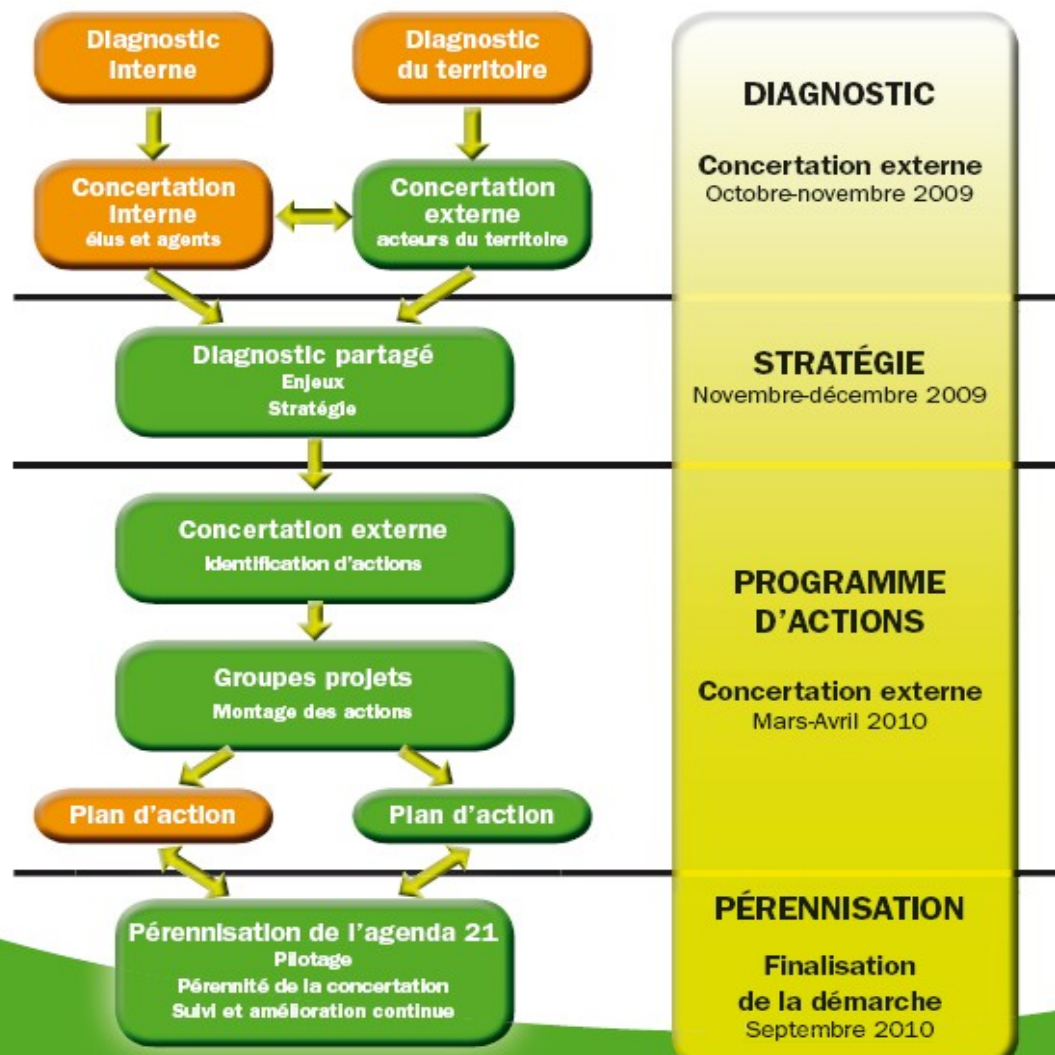 Diagnostic
interne
Diagnostic
du territoire
DIAGNOSTIC
Concertation externe
Octobre-novembre 2009
Concertation
interne
élus et agents
Concertation
externe
acteurs du territoire
Diagnostic partagé
Enjeux
Stratégie
STRATÉGIE
Novembre-décembre 2009
Concertation externe
Identification d'actions
Groupes projets
Montage des actions
PROGRAMME
D'ACTIONS
Concertation externe
Mars-Avril 2010
Plan d'action
Plan d'action
Pérennisation de l'agenda 21
Pilotage
Pérennité de la concertation
Suivi et amélioration continue
PÉRENNISATION
Finalisation
de la démarche
Septembre 2010